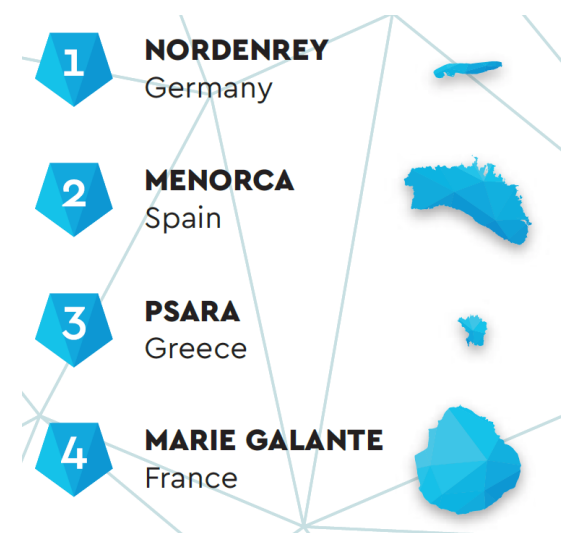 1
NORDENREY
Germany
2
MENORCA
Spain
3
PSARA
Greece
4
MARIE GALANTE
France